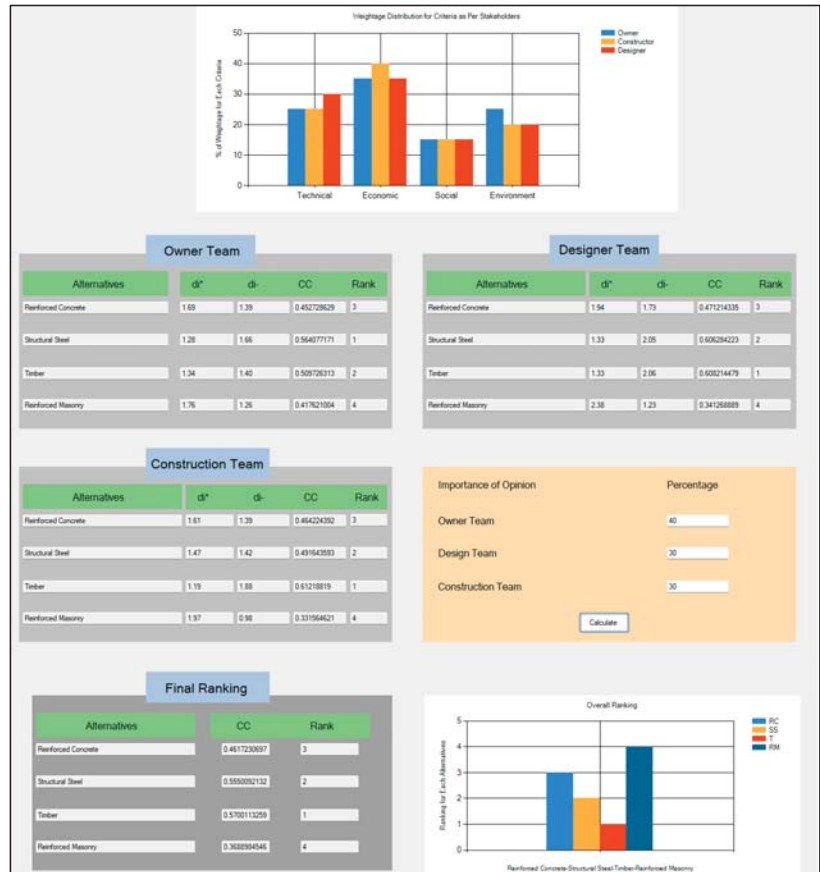 Weightage Distribution for Criteria as Per Stakeholders
Owner
Constructor
Designer
% of Weightage for Each Criteria
50
40
30
20
10
0
Technical Economic Social Environment
Owner Team
Alternatives di* di- CC Rank
Reinforced Concrete 1.69 1.39 0.452728629 3
Structural Steel 1.28 1.66 0.564077171 1
Timber 1.34 1.40 0.509726313 2
Reinforced Masonry 1.76 1.26 0.417621004 4
Designer Team
Alternatives di* di- CC Rank
Reinforced Concrete 1.94 1.73 0.471214335 3
Structural Steel 1.33 2.05 0.606284223 2
Timber 1.33 2.06 0.608214479 1
Reinforced Masonry 2.38 1.23 0.341268889 4
Construction Team
Alternatives di* di- CC Rank
Reinforced Concrete 1.61 1.39 0.464224392 3
Structural Steel 1.47 1.42 0.491643593 2
Timber 1.19 1.88 0.61218819 1
Reinforced Masonry 1.97 0.98 0.331964621 4
Importance of Opinion Percentage
Owner Team 40
Design Team 30
Construction Team 30
Calculate
Final Ranking
Alternatives CC Rank
Reinforced Concrete 0.4617230697 3
Structural Steel 0.5550092132 2
Timber 0.5700113259 1
Reinforced Masonry 0.3688984546 4
Overall Ranking
RC
SS
T
RM
Ranking for Each Alternatives
5
4
3
2
1
0
Reinforced Concrete-Structural Steel-Timber-Reinforced Masonry